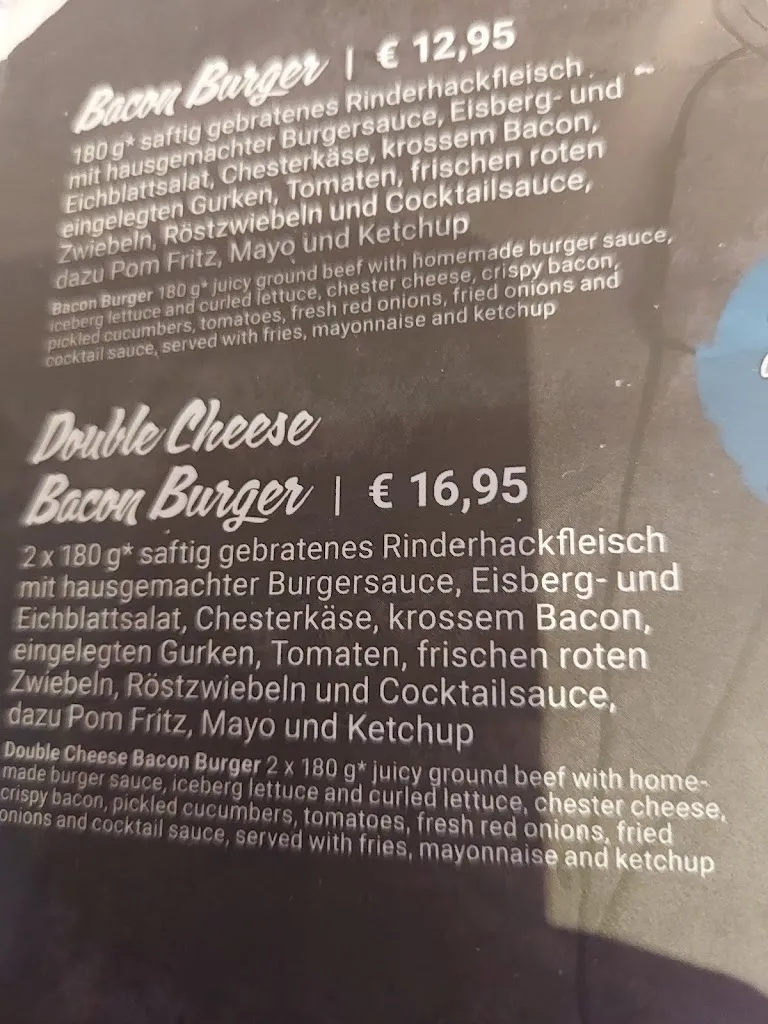 Bacon Burger | € 12,95
180 g* saftig gebratenes Rinderhackfleisch
mit hausgemachter Burgersauce, Eisberg- und
Eichblattsalat, Chesterkäse, krossem Bacon,
eingelegten Gurken, Tomaten, frischen roten
Zwiebeln, Röstzwiebeln und Cocktailsauce,
dazu Pom Fritz, Mayo und Ketchup
Bacon Burger 180 g* juicy ground beef with homemade burger sauce,
iceberg lettuce and curled lettuce, chester cheese, crispy bacon,
pickled cucumbers, tomatoes, fresh red onions, fried onions and
cocktail sauce, served with fries, mayonnaise and ketchup
Double Cheese
Bacon Burger | € 16,95
2 x 180 g* saftig gebratenes Rinderhackfleisch
mit hausgemachter Burgersauce, Eisberg- und
Eichblattsalat, Chesterkäse, krossem Bacon,
eingelegten Gurken, Tomaten, frischen roten
Zwiebeln, Röstzwiebeln und Cocktailsauce,
dazu Pom Fritz, Mayo und Ketchup
Double Cheese Bacon Burger 2 x 180 g* juicy ground beef with home-
made burger sauce, iceberg lettuce and curled lettuce, chester cheese,
crispy bacon, pickled cucumbers, tomatoes, fresh red onions, fried
onions and cocktail sauce, served with fries, mayonnaise and ketchup